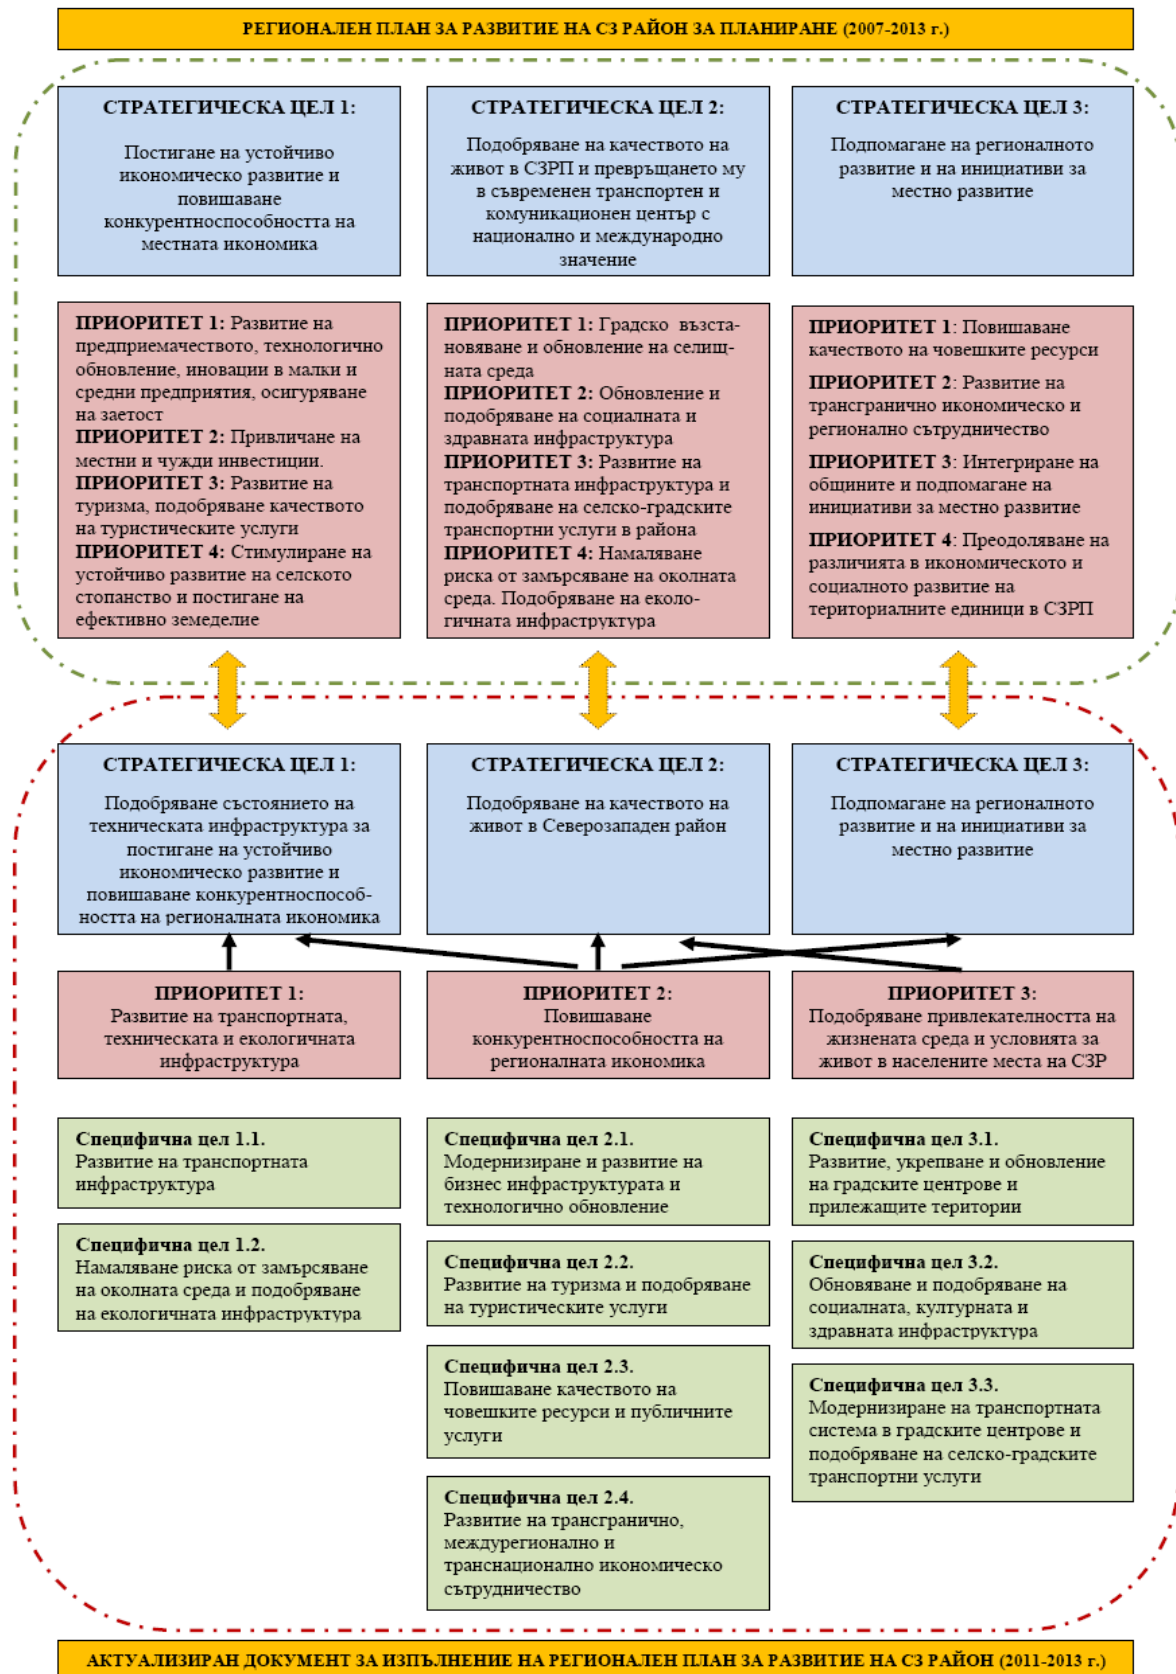 РЕГИОНАЛЕН ПЛАН ЗА РАЗВИТИЕ НА СЗ РАЙОН ЗА ПЛАНИРАНЕ (2007-2013 г.)
СТРАТЕГИЧЕСКА ЦЕЛ 1:
Постигане на устойчиво
икономическо развитие и
повишаване
конкурентноспособността на
местната икономика
СТРАТЕГИЧЕСКА ЦЕЛ 2:
Подобряване на качеството на
живот в СЗРП и превръщането му
в съвременен транспортен и
комуникационен център с
национално и международно
значение
СТРАТЕГИЧЕСКА ЦЕЛ 3:
Подпомагане на регионалното
развитие и на инициативи за
местно развитие
ПРИОРИТЕТ 1: Развитие на
предприемачеството, технологично
обновление, иновации в малки и
средни предприятия, осигуряване
на заетост
ПРИОРИТЕТ 2: Привличане на
местни и чужди инвестиции.
ПРИОРИТЕТ 3: Развитие на
туризма, подобряване качеството
на туристическите услуги
ПРИОРИТЕТ 4: Стимулиране на
устойчиво развитие на селското
стопанство и постигане на
ефективно земеделие
ПРИОРИТЕТ 1: Градско възста-
новяване и обновление на селищ-
ната среда
ПРИОРИТЕТ 2: Обновление и
подобряване на социалната и
здравната инфраструктура
ПРИОРИТЕТ 3: Развитие на
транспортната инфраструктура и
подобряване на селско-градските
транспортни услуги в района
ПРИОРИТЕТ 4: Намаляване
риска от замърсяване на околната
среда. Подобряване на еколо-
гичната инфраструктура
ПРИОРИТЕТ 1: Повишаване
качеството на човешките ресурси
ПРИОРИТЕТ 2: Развитие на
трансгранично икономическо и
регионално сътрудничество
ПРИОРИТЕТ 3: Интегриране на
общините и подпомагане на
инициативи за местно развитие
ПРИОРИТЕТ 4: Преодоляване на
различията в икономическото и
социалното развитие на
териториалните единици в СЗРП
СТРАТЕГИЧЕСКА ЦЕЛ 1:
Подобряване състоянието на
техническата инфраструктура за
постигане на устойчиво
икономическо развитие и
повишаване конкурентноспособ-
ността на регионалната икономика
СТРАТЕГИЧЕСКА ЦЕЛ 2:
Подобряване на качеството на
живот в Северозападен район
СТРАТЕГИЧЕСКА ЦЕЛ 3:
Подпомагане на регионалното
развитие и на инициативи за
местно развитие
ПРИОРИТЕТ 1:
Развитие на транспортната,
техническата и екологичната
инфраструктура
ПРИОРИТЕТ 2:
Повишаване
конкурентноспособността на
регионалната икономика
ПРИОРИТЕТ 3:
Подобряване привлекателността на
жизнената среда и условията за
живот в населените места на СЗР
Специфична цел 1.1.
Развитие на транспортната
инфраструктура
Специфична цел 1.2.
Намаляване риска от замърсяване
на околната среда и подобряване
на екологичната инфраструктура
Специфична цел 2.1.
Модернизиране и развитие на
бизнес инфраструктурата и
технологично обновление
Специфична цел 2.2.
Развитие на туризма и подобряване
на туристическите услуги
Специфична цел 2.3.
Повишаване качеството на
човешките ресурси и публичните
услуги
Специфична цел 2.4.
Развитие на трансгранично,
междурегионално и
транснационално икономическо
сътрудничество
Специфична цел 3.1.
Развитие, укрепване и обновление
на градските центрове и
прилежащите територии
Специфична цел 3.2.
Обновяване и подобряване на
социалната, културната и
здравната инфраструктура
Специфична цел 3.3.
Модернизиране на транспортната
система в градските центрове и
подобряване на селско-градските
транспортни услуги
АКТУАЛИЗИРАН ДОКУМЕНТ ЗА ИЗПЪЛНЕНИЕ НА РЕГИОНАЛЕН ПЛАН ЗА РАЗВИТИЕ НА СЗ РАЙОН (2011-2013 г.)